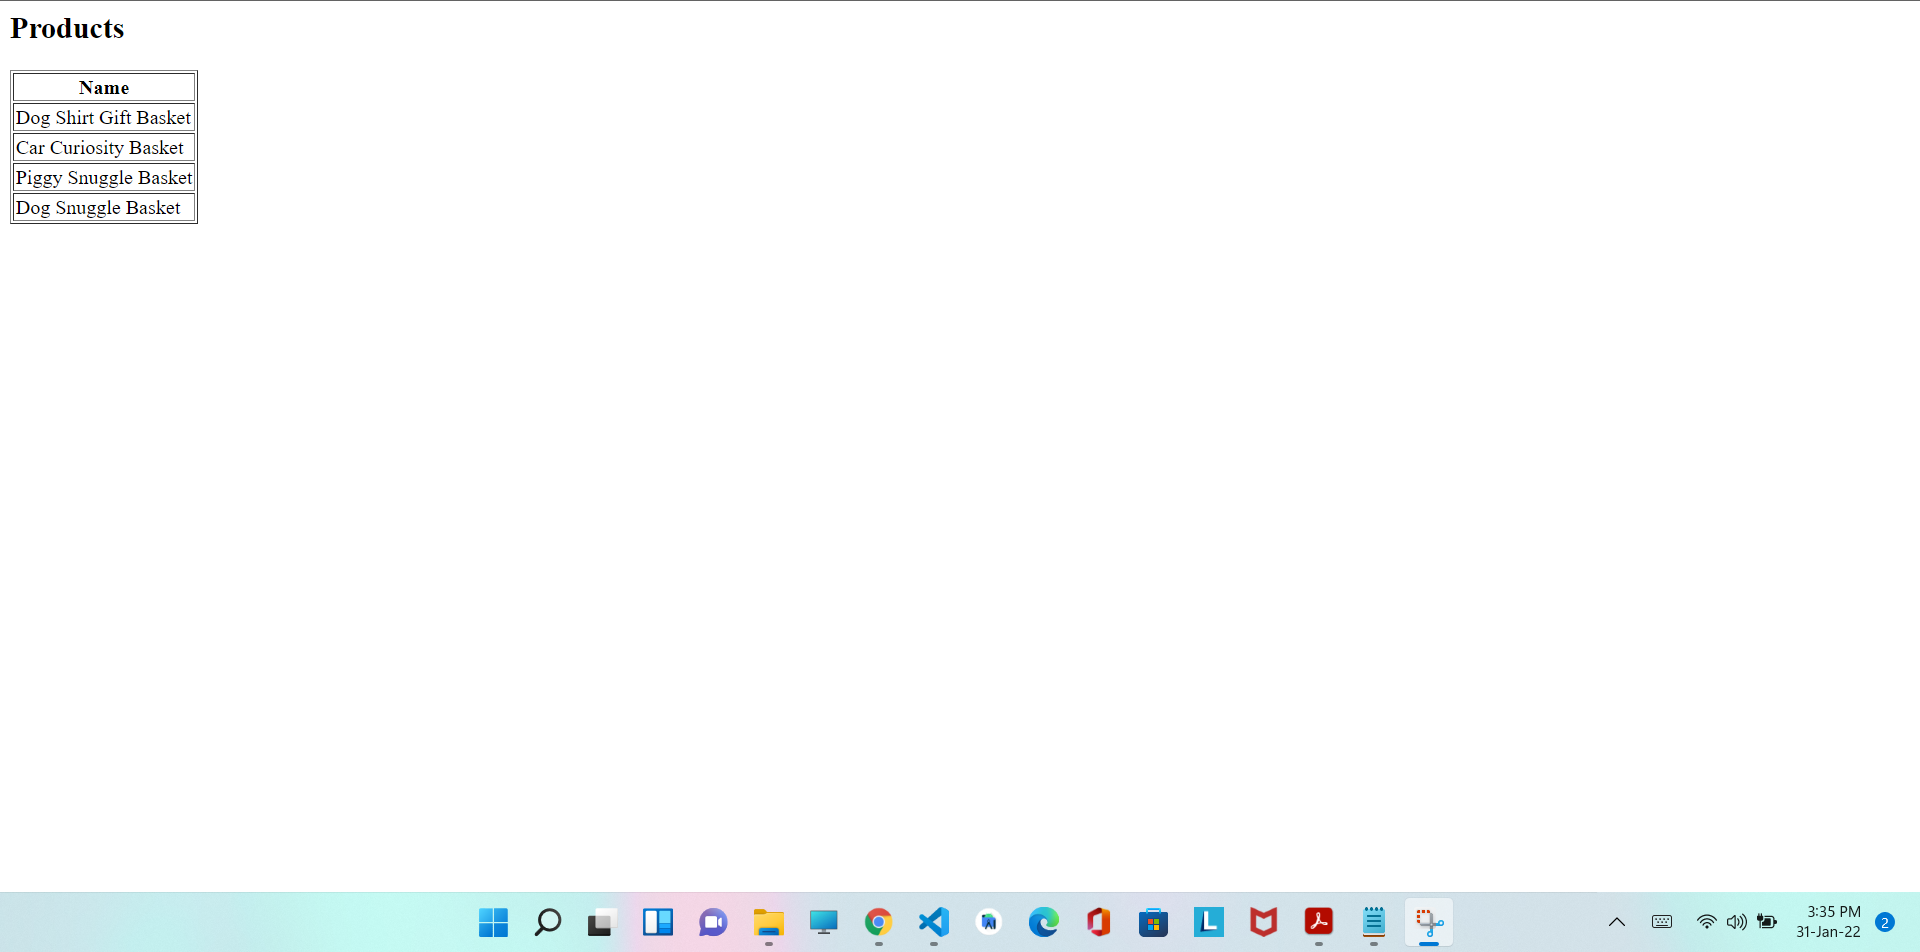 Products
Name
Dog Shirt Gift Basket
Car Curiosity Basket
Piggy Snuggle Basket
Dog Snuggle Basket
L
3:35 PM
31-Jan-22
2